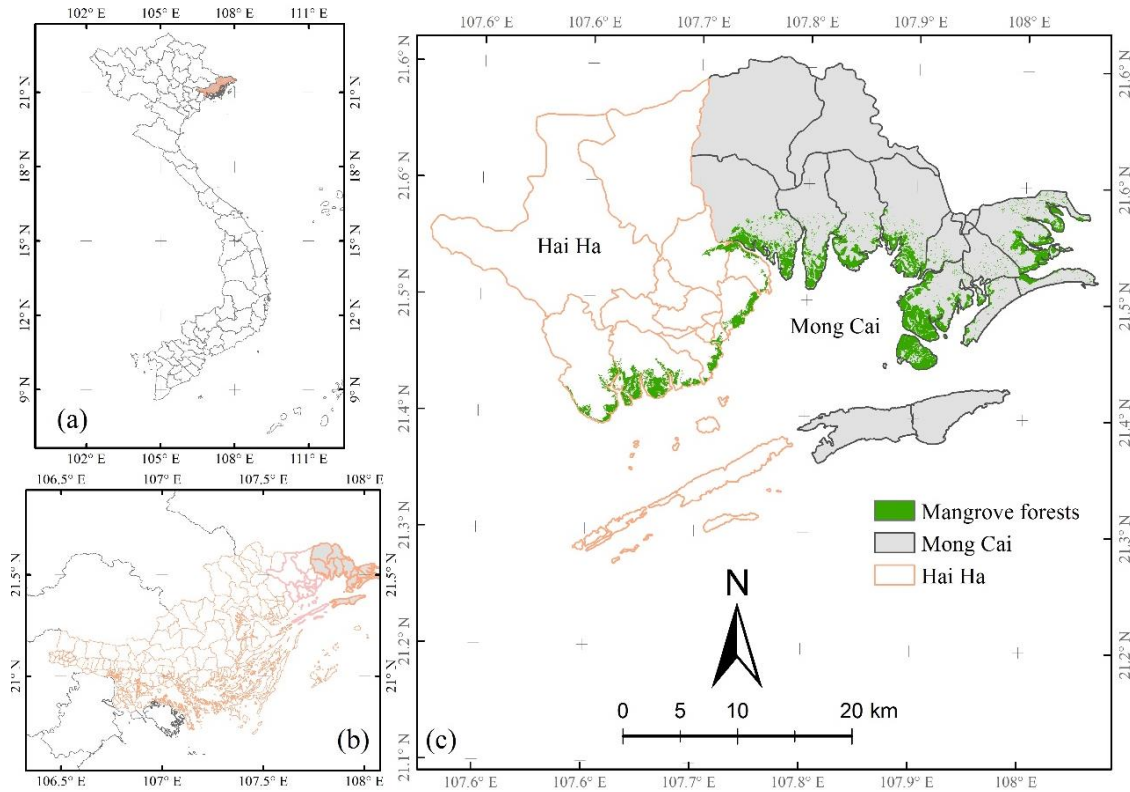 102° E 105° E 108° E 111° E
21° N
18° N
15° N
12° N
9° N
21° N
18° N
15° N
12° N
9° N
(a)
102° E 105° E 108° E 111° E
106.5° E 107° E 107.5° E 108° E
21.5° N
21° N
21.5° N
21° N
(b)
106.5° E 107° E 107.5° E 108° E
107.6° E 107.6° E 107.7° E 107.8° E 107.9° E 108° E
21.6° N
21.6° N
21.5° N
21.4° N
21.3° N
21.2° N
21.1° N
21.6° N
21.6° N
21.5° N
21.4° N
21.3° N
21.2° N
Hai Ha
Mong Cai
Mangrove forests
Mong Cai
Hai Ha
N
0 5 10 20 km
(c)
107.6° E 107.6° E 107.7° E 107.8° E 107.9° E 108° E